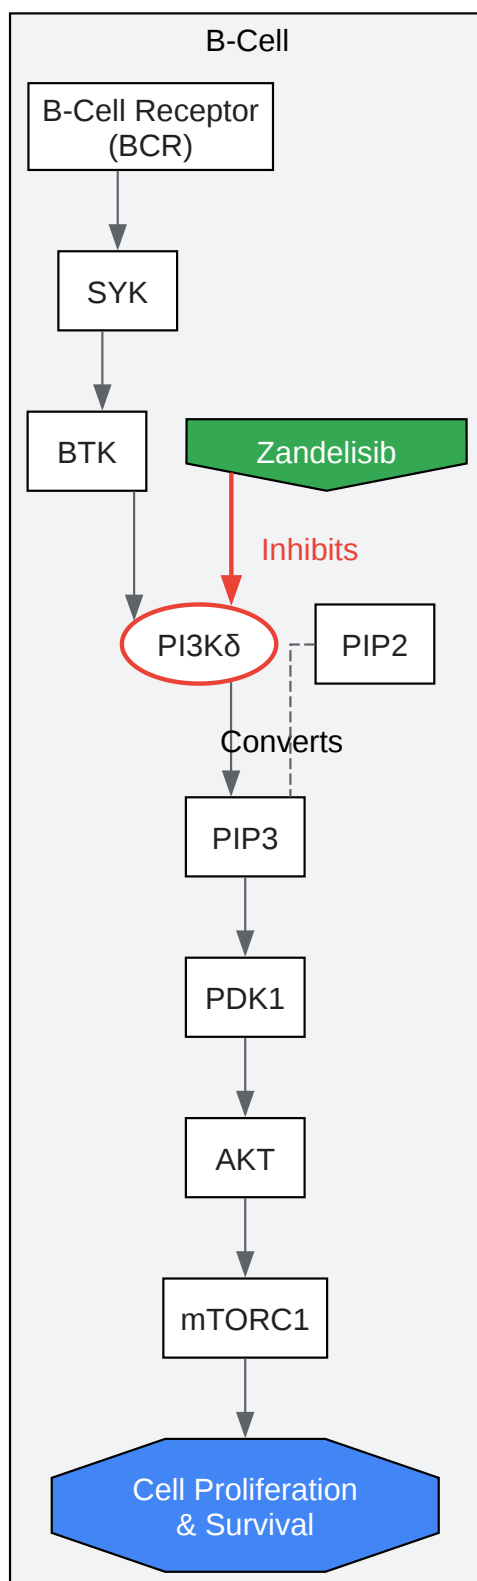 B-Cell
B-Cell Receptor
(BCR)
SYK
BTK
Zandelisib
Inhibits
PI3Kδ
PIP2
Converts
PIP3
PDK1
AKT
mTORC1
Cell Proliferation
& Survival